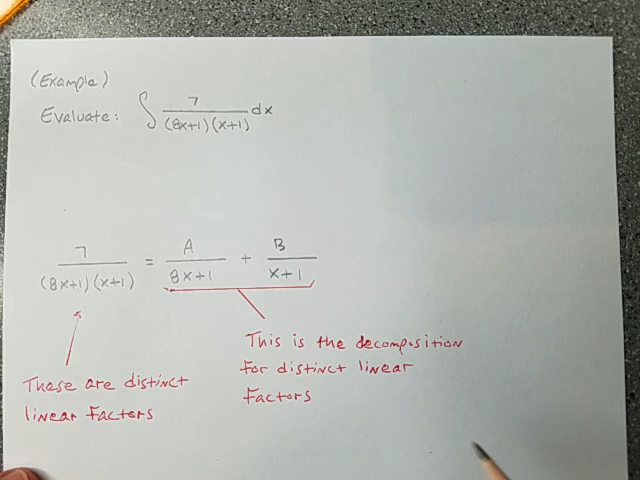 (Example)
Evaluate: ∫ 7/((8x+1)(x+1)) dx
7/((8x+1)(x+1)) = A/(8x+1) + B/(x+1)
These are distinct
linear factors
This is the decomposition
for distinct linear
factors